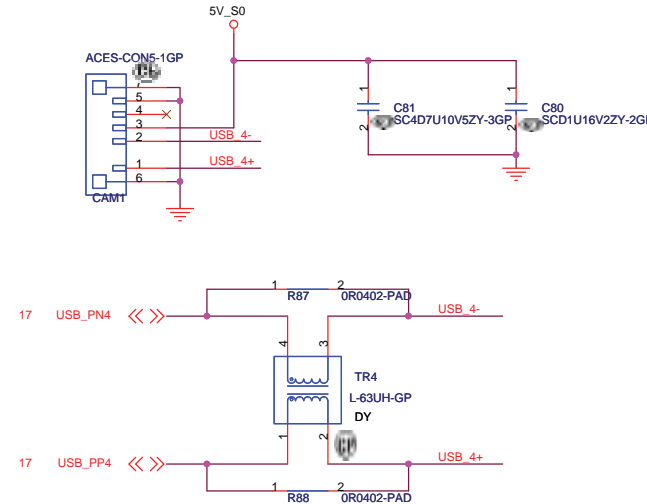 5V_S0
ACES-CON5-1GP
5
4
3
2 USB_4-
1 USB_4+
6
CAM1
1
C81
SC4D7U10V5ZY-3GP
2
1
C80
SCD1U16V2ZY-2GP
2
1 2
R87 0R0402-PAD
17 USB_PN4 USB_4-
4 3
TR4
L-63UH-GP
DY
1 2
17 USB_PP4 USB_4+
1 2
R88 0R0402-PAD